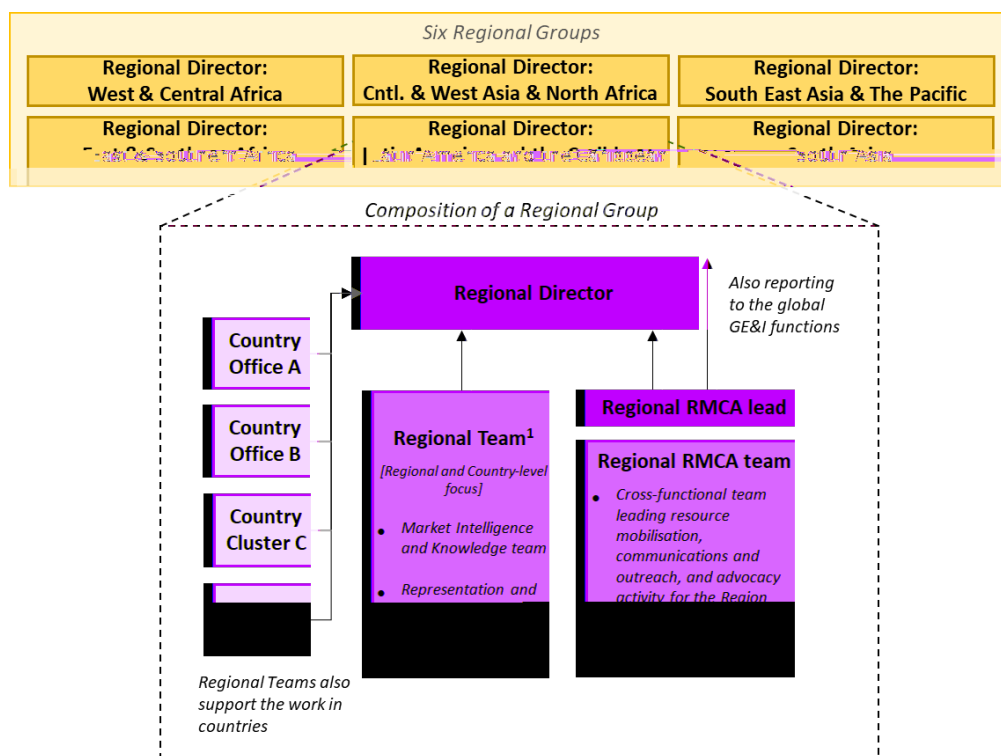 Six Regional Groups
Regional Director:
West & Central Africa
Regional Director:
Cntl. & West Asia & North Africa
Regional Director:
South East Asia & The Pacific
Regional Director:
Regional Director:
Regional Director:
Composition of a Regional Group
Regional Director
Also reporting
to the global
GE&I functions
Country
Office A
Country
Office B
Country
Cluster C
Regional Team1
[Regional and Country-level
focus]
• Market Intelligence
and Knowledge team
• Representation and
Regional RMCA lead
Regional RMCA team
• Cross-functional team
leading resource
mobilisation,
communications and
outreach, and advocacy
activity for the Region
Regional Teams also
support the work in
countries